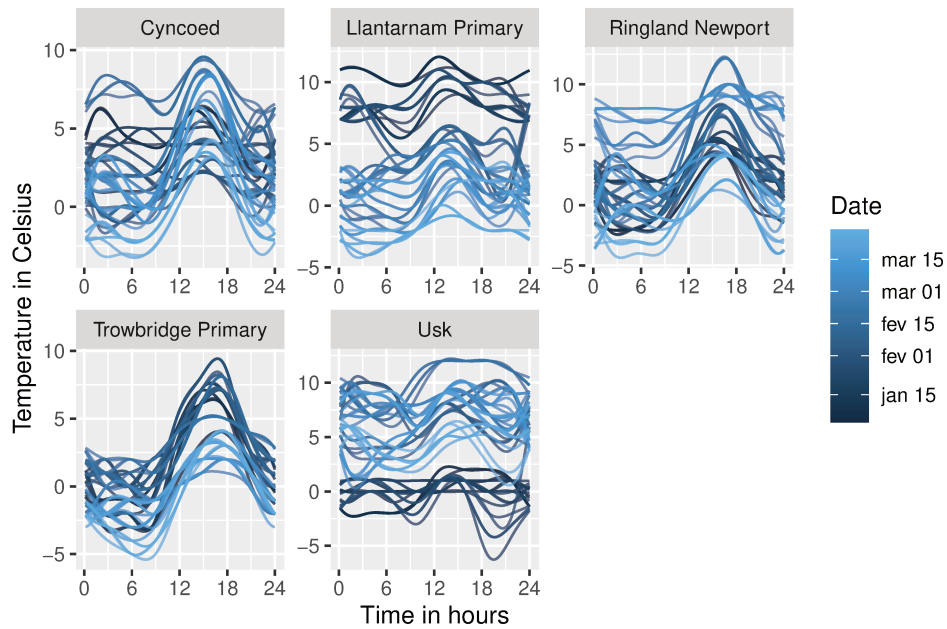 Cyncoed
Llantarnam Primary
Ringland Newport
10
5
0
10
5
0
−5
10
5
0
−5
0 6 12 18 24
0 6 12 18 24
0 6 12 18 24
Temperature in Celsius
Trowbridge Primary
Usk
10
5
0
−5
10
5
0
−5
0 6 12 18 24
0 6 12 18 24
Time in hours
Date
mar 15
mar 01
fev 15
fev 01
jan 15